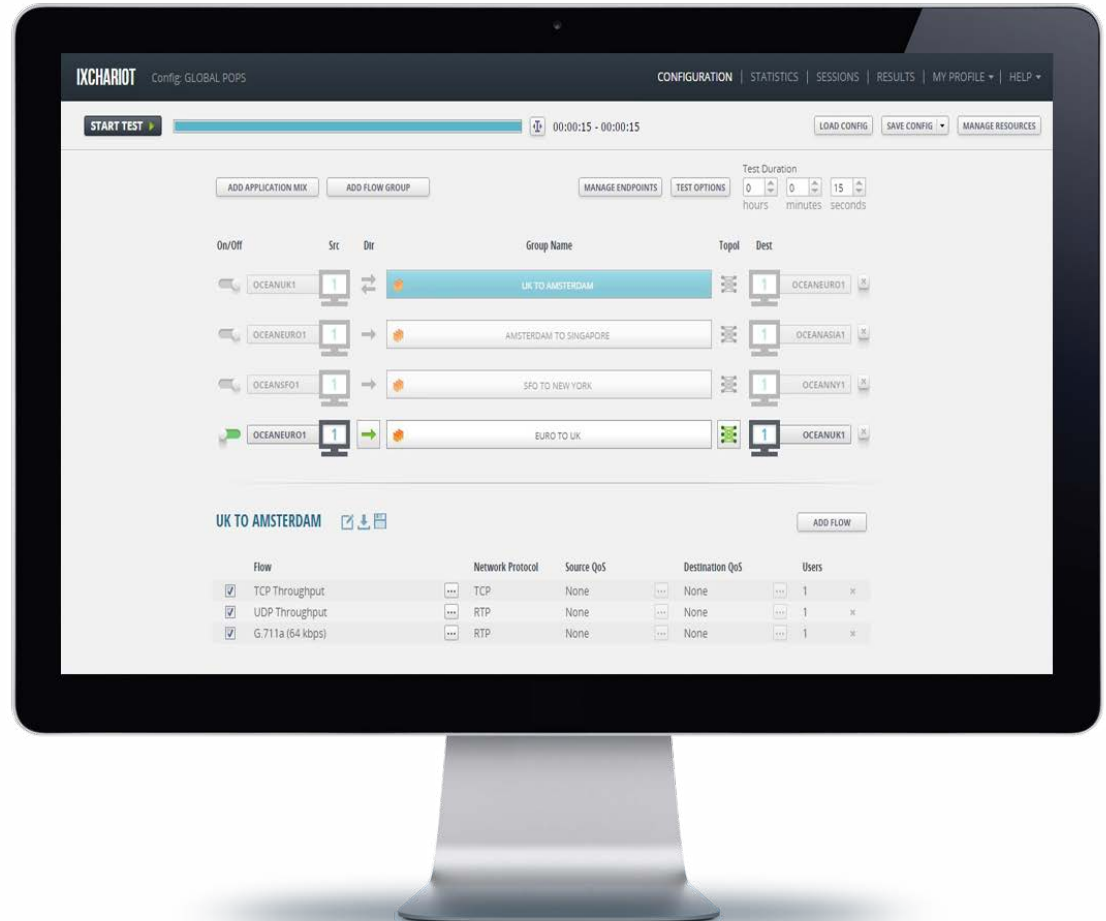 IXCHARIOT Config: GLOBAL POPS CONFIGURATION | STATISTICS | SESSIONS | RESULTS | MY PROFILE | HELP
START TEST 00:00:15 - 00:00:15 LOAD CONFIG SAVE CONFIG MANAGE RESOURCES
Test Duration
ADD APPLICATION MIX ADD FLOW GROUP MANAGE ENDPOINTS TEST OPTIONS 0 0 15
hours minutes seconds
On/Off Src Dir Group Name Topol Dest
OCEANUK1 1 UK TO AMSTERDAM 1 OCEANEURO1 x
OCEANEURO1 1 AMSTERDAM TO SINGAPORE 1 OCEANASIA1 x
OCEANSFO1 1 SFO TO NEW YORK 1 OCEANNY1 x
OCEANEURO1 1 EURO TO UK 1 OCEANUK1 x
UK TO AMSTERDAM ADD FLOW
Flow Network Protocol Source QoS Destination QoS Users
TCP Throughput ... TCP None ... None ... 1 x
UDP Throughput ... RTP None ... None ... 1 x
G.711a (64 kbps) ... RTP None ... None ... 1 x